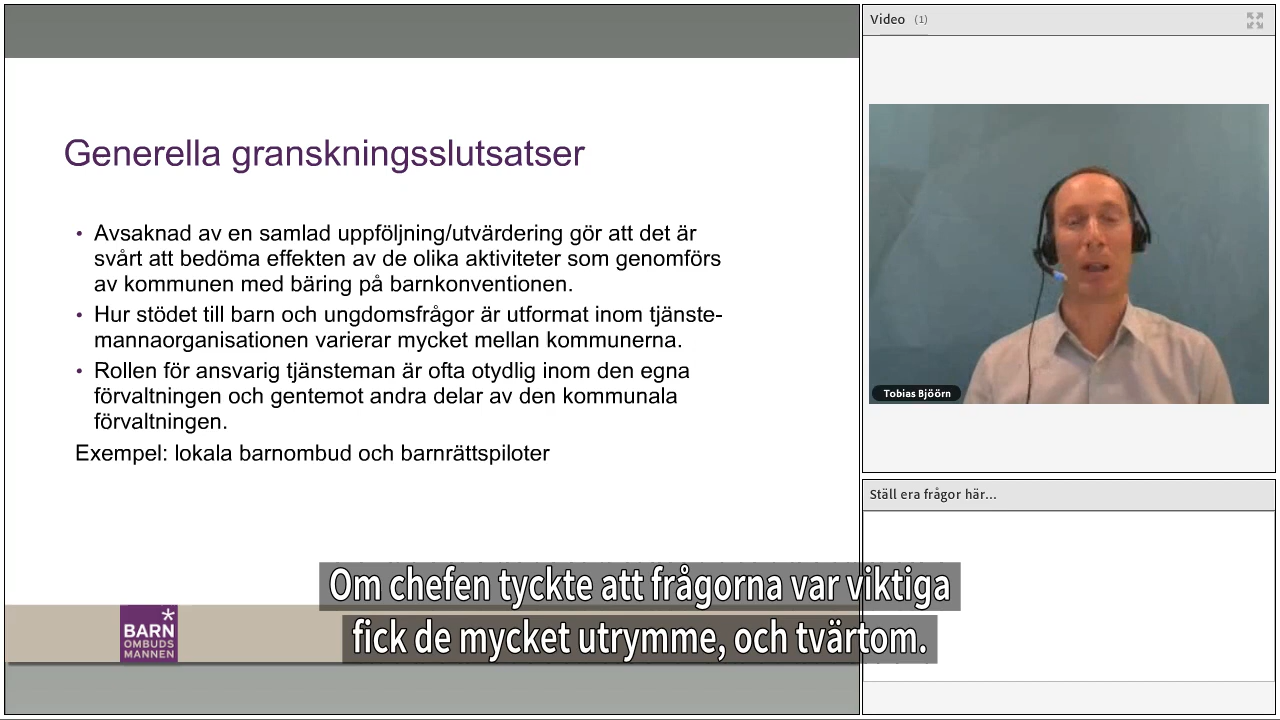 Generella granskningsslutsatser
• Avsaknad av en samlad uppföljning/utvärdering gör att det är
svårt att bedöma effekten av de olika aktiviteter som genomförs
av kommunen med bäring på barnkonventionen.
• Hur stödet till barn och ungdomsfrågor är utformat inom tjänste-
mannaorganisationen varierar mycket mellan kommunerna.
• Rollen för ansvarig tjänsteman är ofta otydlig inom den egna
förvaltningen och gentemot andra delar av den kommunala
förvaltningen.
Exempel: lokala barnombud och barnrättspiloter
BARN
OMBUDS
MANNEN
Video (1)
Tobias Bjöörn
Ställ era frågor här...
Om chefen tyckte att frågorna var viktiga
fick de mycket utrymme, och tvärtom.